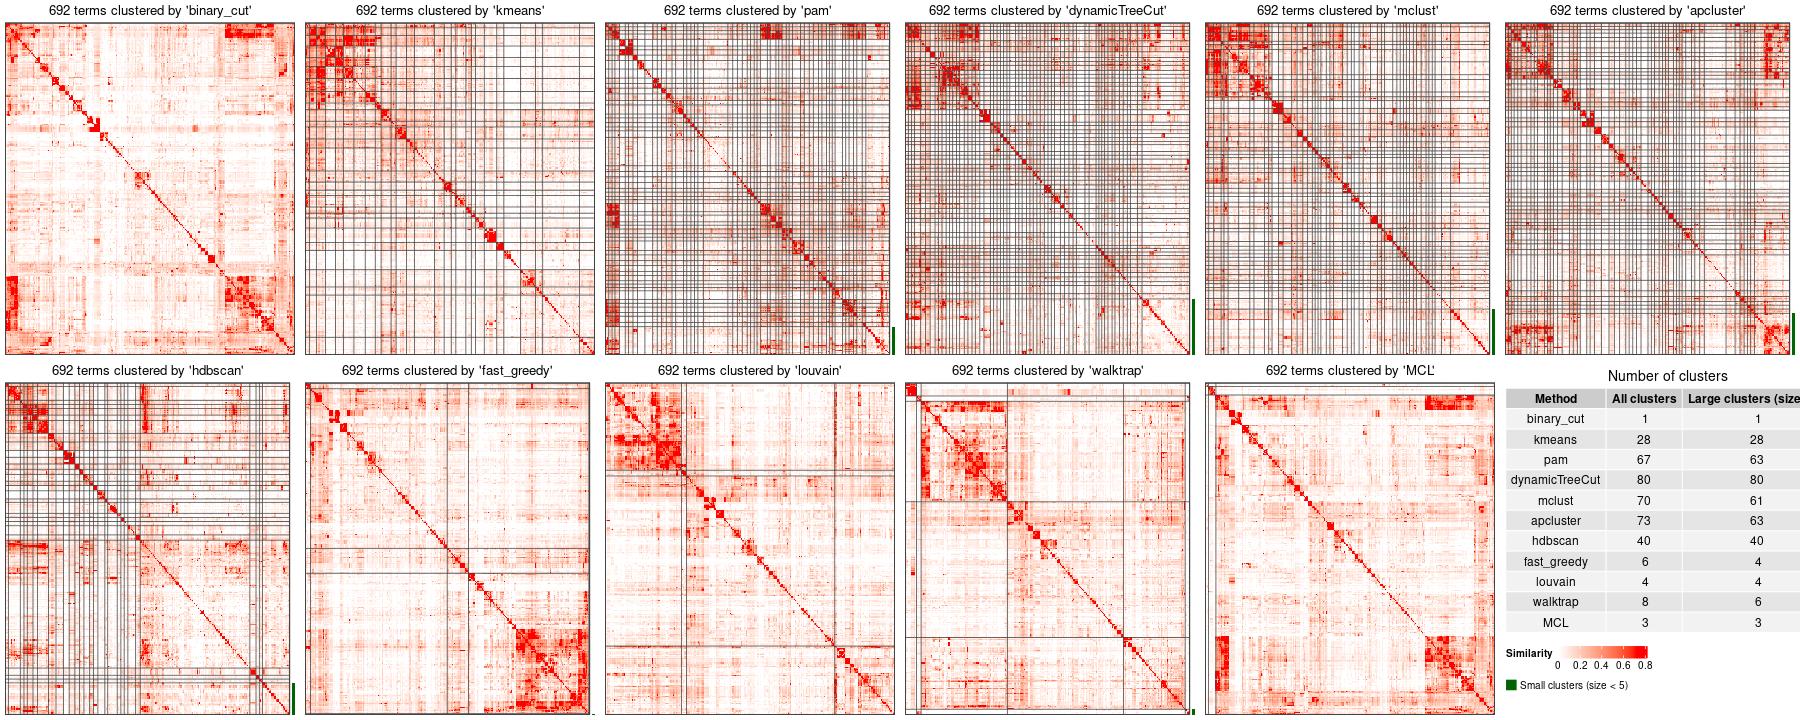 692 terms clustered by 'binary_cut'
692 terms clustered by 'kmeans'
692 terms clustered by 'pam'
692 terms clustered by 'dynamicTreeCut'
692 terms clustered by 'mclust'
692 terms clustered by 'apcluster'
692 terms clustered by 'hdbscan'
692 terms clustered by 'fast_greedy'
692 terms clustered by 'louvain'
692 terms clustered by 'walktrap'
692 terms clustered by 'MCL'
Number of clusters
Method All clusters Large clusters (size
binary_cut 1 1
kmeans 28 28
pam 67 63
dynamicTreeCut 80 80
mclust 70 61
apcluster 73 63
hdbscan 40 40
fast_greedy 6 4
louvain 4 4
walktrap 8 6
MCL 3 3
Similarity
0 0.2 0.4 0.6 0.8
Small clusters (size < 5)